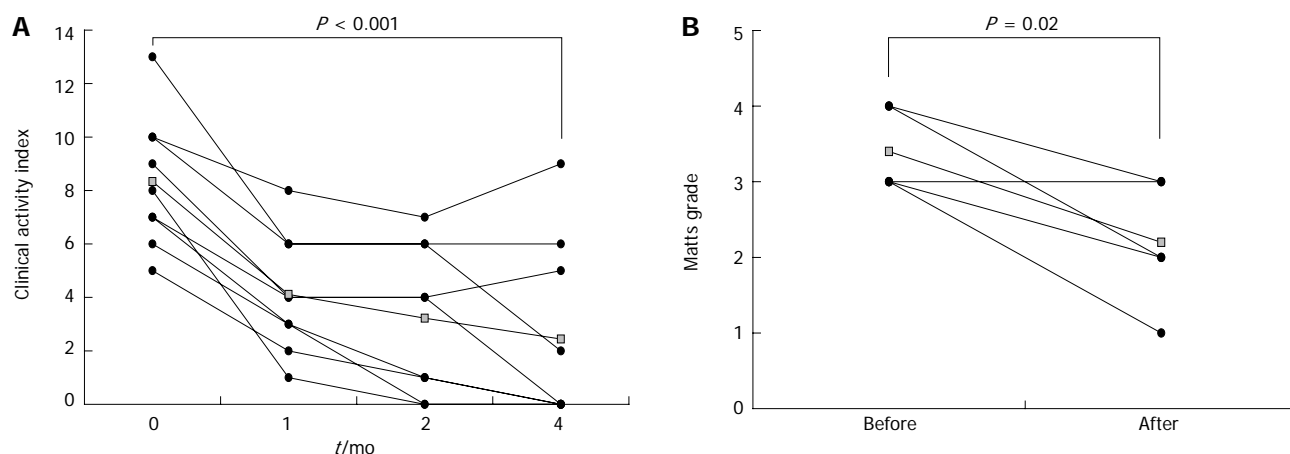 A
P < 0.001
Clinical activity index
14
12
10
8
6
4
2
0
0 1 2 4
t/mo
B
P = 0.02
Matts grade
5
4
3
2
1
0
Before After